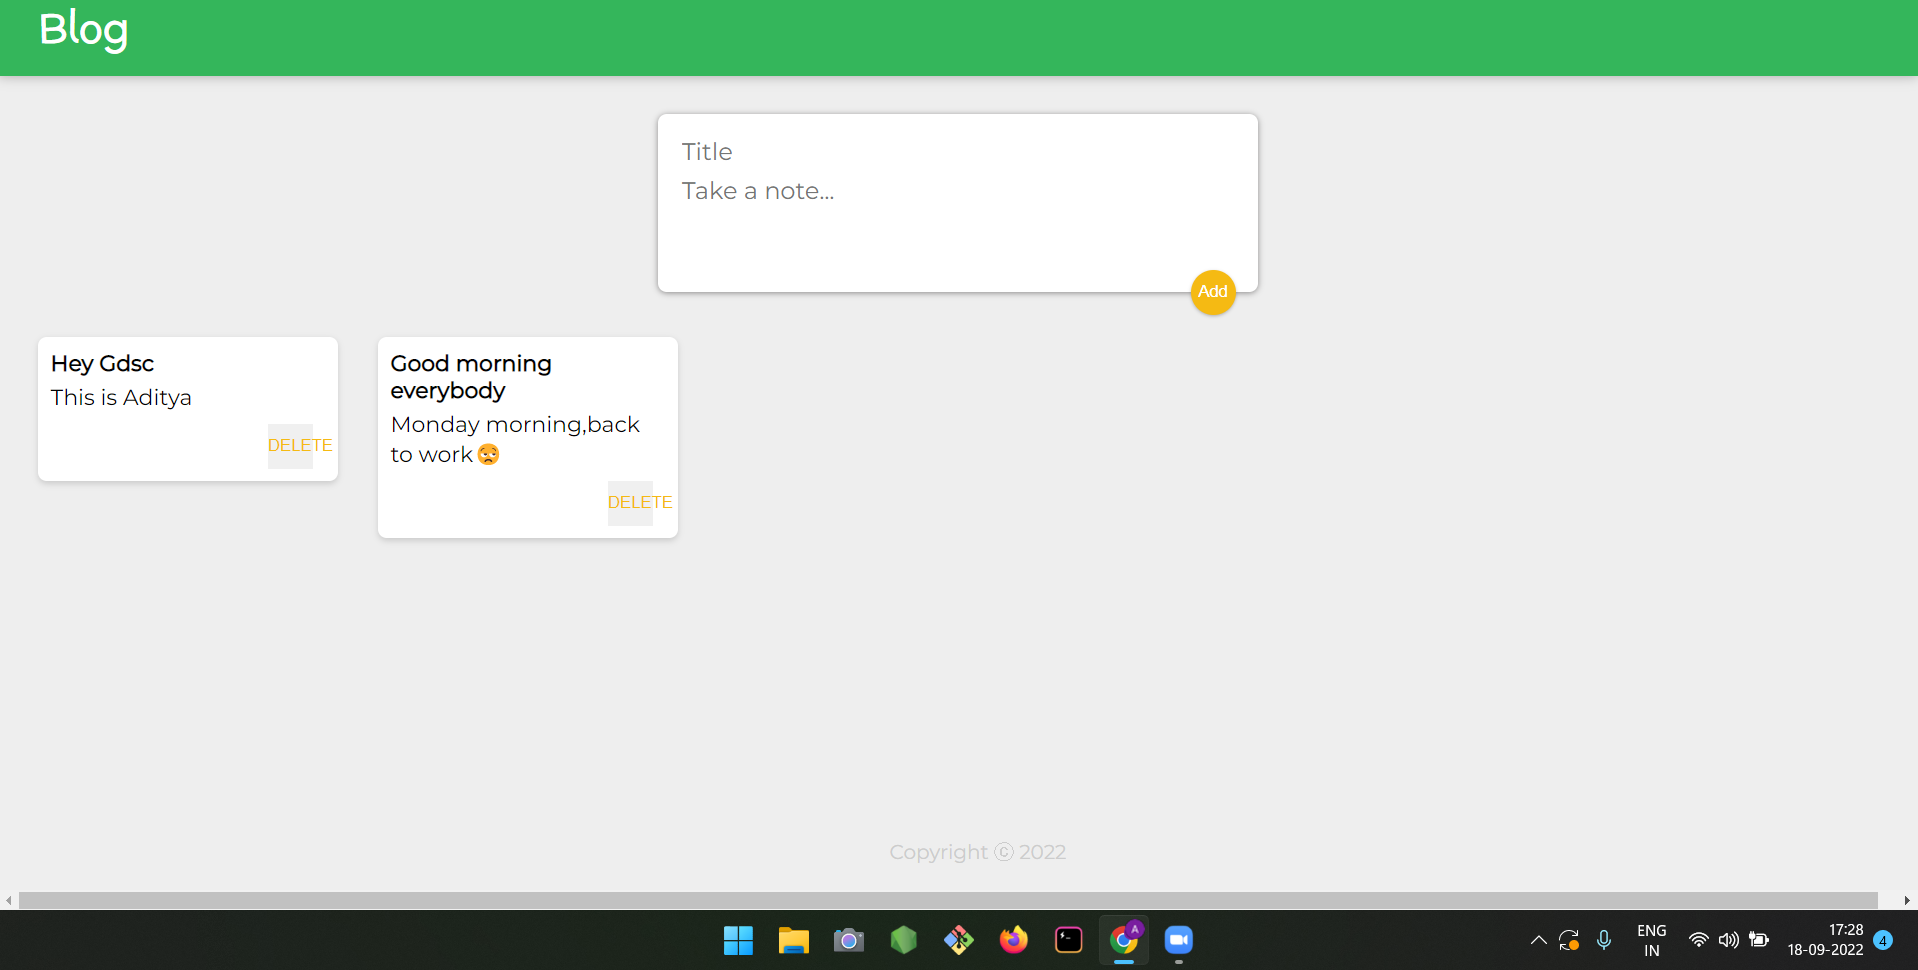 Blog
Title
Take a note...
Add
Hey Gdsc
This is Aditya
DELETE
Good morning
everybody
Monday morning,back
to work😒
DELETE
Copyright ⓒ 2022
A
ENG
IN
17:28
18-09-2022
4